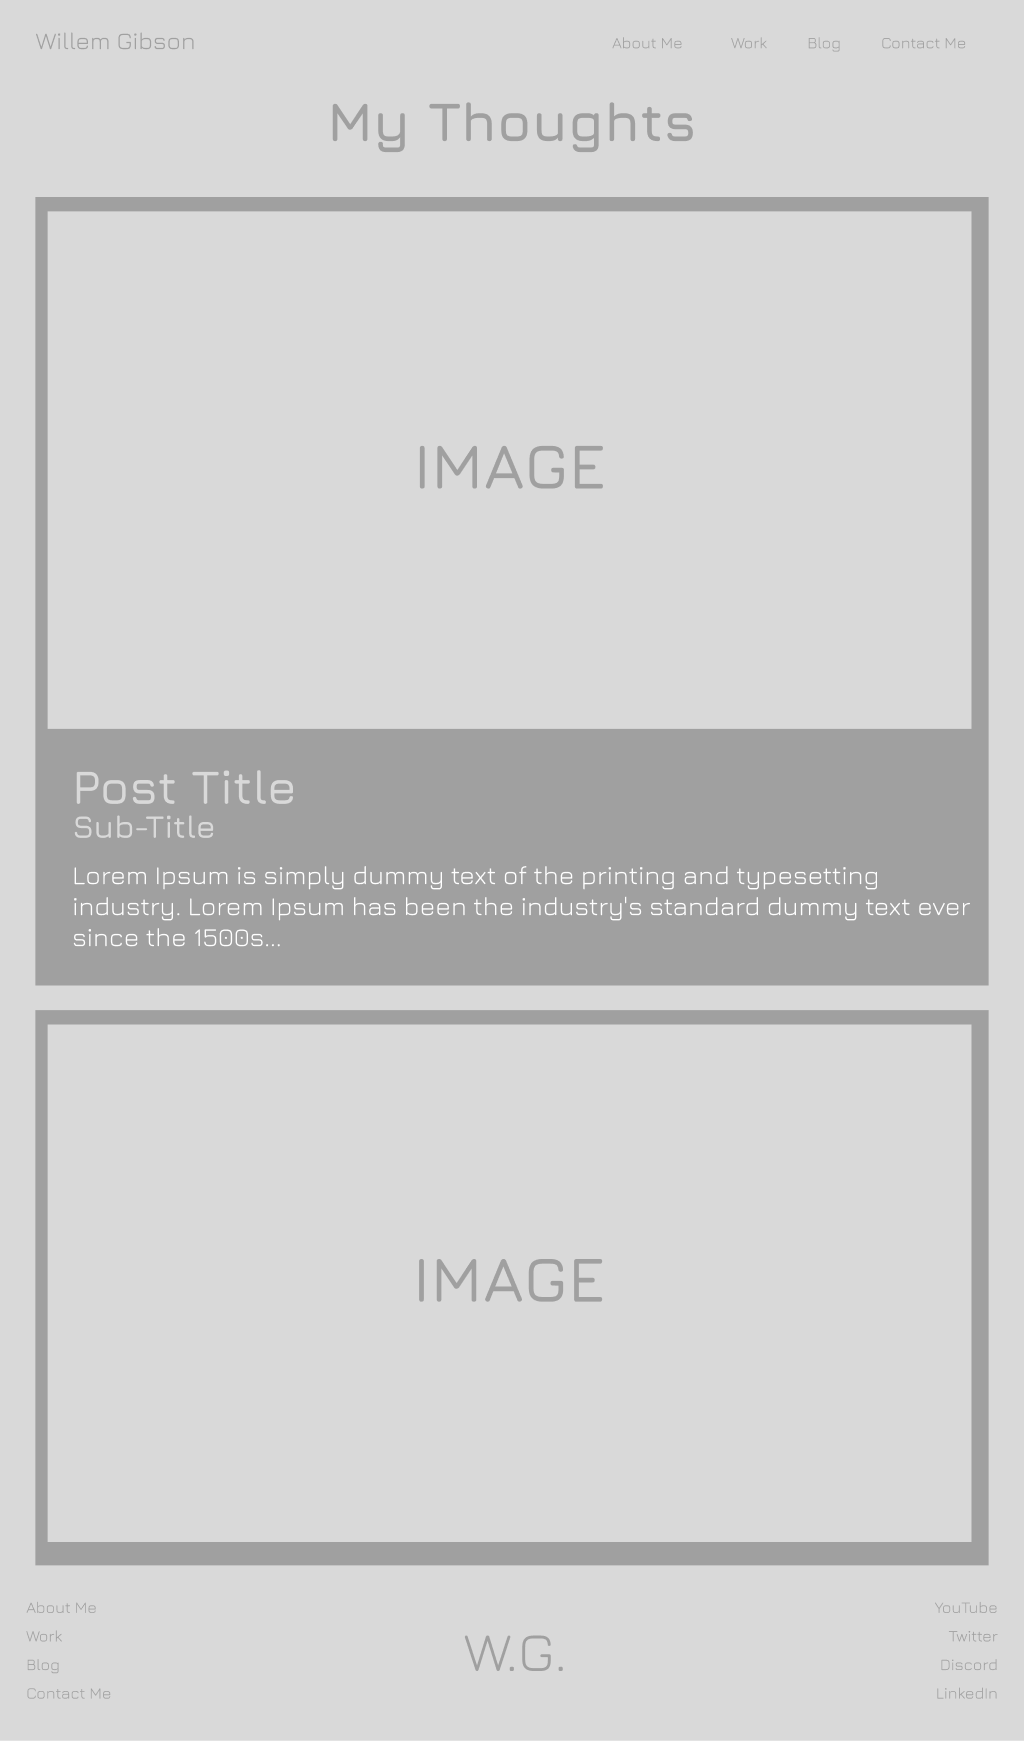 Willem Gibson
About Me
Work
Blog
Contact Me
My Thoughts
IMAGE
Post Title
Sub-Title
Lorem Ipsum is simply dummy text of the printing and typesetting
industry. Lorem Ipsum has been the industry's standard dummy text ever
since the 1500s...
IMAGE
About Me
Work
Blog
Contact Me
W.G.
YouTube
Twitter
Discord
LinkedIn